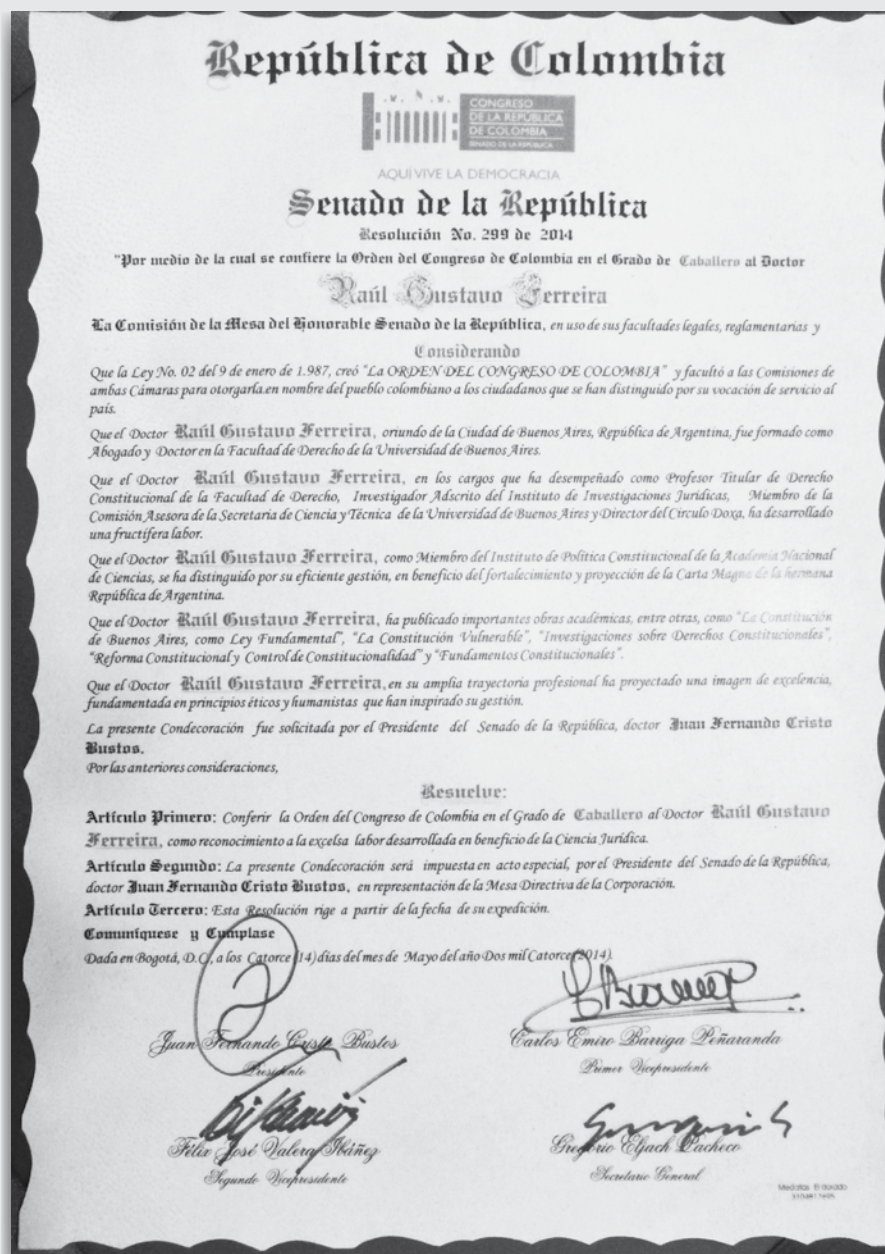 República de Colombia
CONGRESO
DE LA REPÚBLICA
DE COLOMBIA
SENADO DE LA REPÚBLICA
AQUÍ VIVE LA DEMOCRACIA
Senado de la República
Resolución No. 299 de 2014
"Por medio de la cual se confiere la Orden del Congreso de Colombia en el Grado de Caballero al Doctor
Raúl Gustavo Ferreira
La Comisión de la Mesa del Honorable Senado de la República, en uso de sus facultades legales, reglamentarias y
Considerando
Que la Ley No. 02 del 9 de enero de 1.987, creó "La ORDEN DEL CONGRESO DE COLOMBIA" y facultó a las Comisiones de
ambas Cámaras para otorgarla en nombre del pueblo colombiano a los ciudadanos que se han distinguido por su vocación de servicio al
país.
Que el Doctor Raúl Gustavo Ferreira, oriundo de la Ciudad de Buenos Aires, República de Argentina, fue formado como
Abogado y Doctor en la Facultad de Derecho de la Universidad de Buenos Aires.
Que el Doctor Raúl Gustavo Ferreira, en los cargos que ha desempeñado como Profesor Titular de Derecho
Constitucional de la Facultad de Derecho, Investigador Adscrito del Instituto de Investigaciones Jurídicas, Miembro de la
Comisión Asesora de la Secretaria de Ciencia y Técnica de la Universidad de Buenos Aires y Director del Circulo Doxa, ha desarrollado
una fructífera labor.
Que el Doctor Raúl Gustavo Ferreira, como Miembro del Instituto de Política Constitucional de la Academia Nacional
de Ciencias, se ha distinguido por su eficiente gestión, en beneficio del fortalecimiento y proyección de la Carta Magna de la hermana
República de Argentina.
Que el Doctor Raúl Gustavo Ferreira, ha publicado importantes obras académicas, entre otras, como "La Constitución
de Buenos Aires, como Ley Fundamental", "La Constitución Vulnerable", "Investigaciones sobre Derechos Constitucionales",
"Reforma Constitucional y Control de Constitucionalidad" y "Fundamentos Constitucionales".
Que el Doctor Raúl Gustavo Ferreira, en su amplia trayectoria profesional ha proyectado una imagen de excelencia,
fundamentada en principios éticos y humanistas que han inspirado su gestión.
La presente Condecoración fue solicitada por el Presidente del Senado de la República, doctor Juan Fernando Cristo
Bustos.
Por las anteriores consideraciones,
Resuelve:
Artículo Primero: Conferir la Orden del Congreso de Colombia en el Grado de Caballero al Doctor Raúl Gustavo
Ferreira, como reconocimiento a la excelsa labor desarrollada en beneficio de la Ciencia Jurídica.
Artículo Segundo: La presente Condecoración será impuesta en acto especial, por el Presidente del Senado de la República,
doctor Juan Fernando Cristo Bustos, en representación de la Mesa Directiva de la Corporación.
Artículo Tercero: Esta Resolución rige a partir de la fecha de su expedición.
Comuníquese y Cúmplase
Dada en Bogotá, D.C, a los Catorce (14) días del mes de Mayo del año Dos mil Catorce (2014).
Juan Fernando Cristo Bustos
Presidente
Carlos Emiro Barriga Peñaranda
Primer Vicepresidente
Félix José Valera Ibáñez
Segundo Vicepresidente
Gregorio Eljach Pacheco
Secretario General
Medallas El dorado